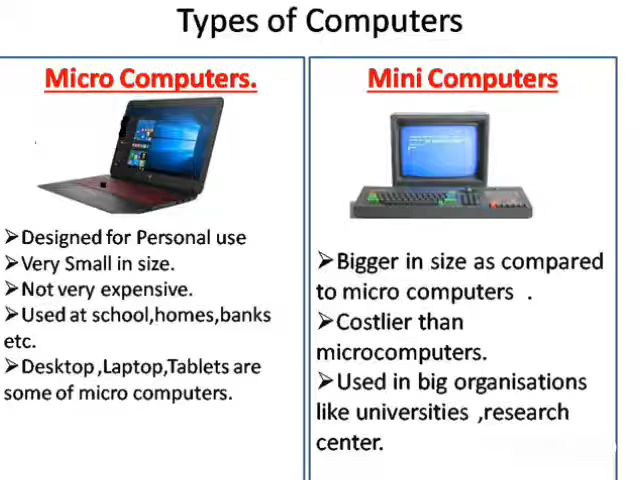 Types of Computers
Micro Computers.
➢Designed for Personal use
➢Very Small in size.
➢Not very expensive.
➢Used at school,homes,banks
etc.
➢Desktop ,Laptop,Tablets are
some of micro computers.
Mini Computers
➢Bigger in size as compared
to micro computers .
➢Costlier than
microcomputers.
➢Used in big organisations
like universities ,research
center.